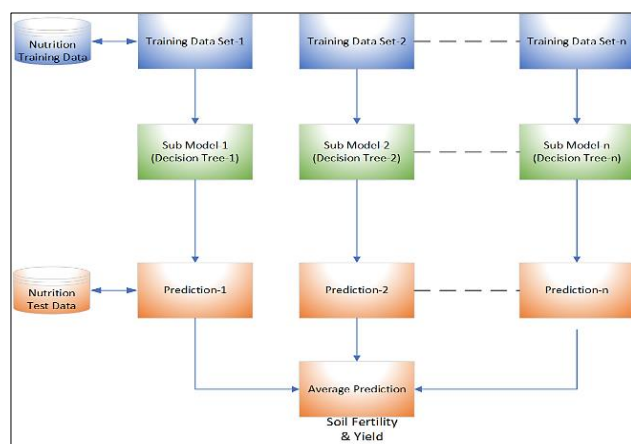 Nutrition
Training Data
Training Data Set-1
Training Data Set-2
Training Data Set-n
Sub Model-1
(Decision Tree-1)
Sub Model-2
(Decision Tree-2)
Sub Model-n
(Decision Tree-n)
Nutrition
Test Data
Prediction-1
Prediction-2
Prediction-n
Average Prediction
Soil Fertility
& Yield